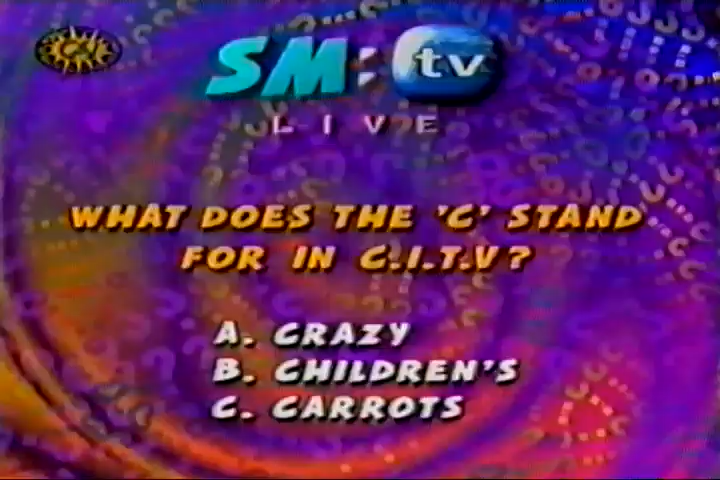 SM:tv
LIVE
WHAT DOES THE 'C' STAND
FOR IN C.I.T.V?
A. CRAZY
B. CHILDREN'S
C. CARROTS